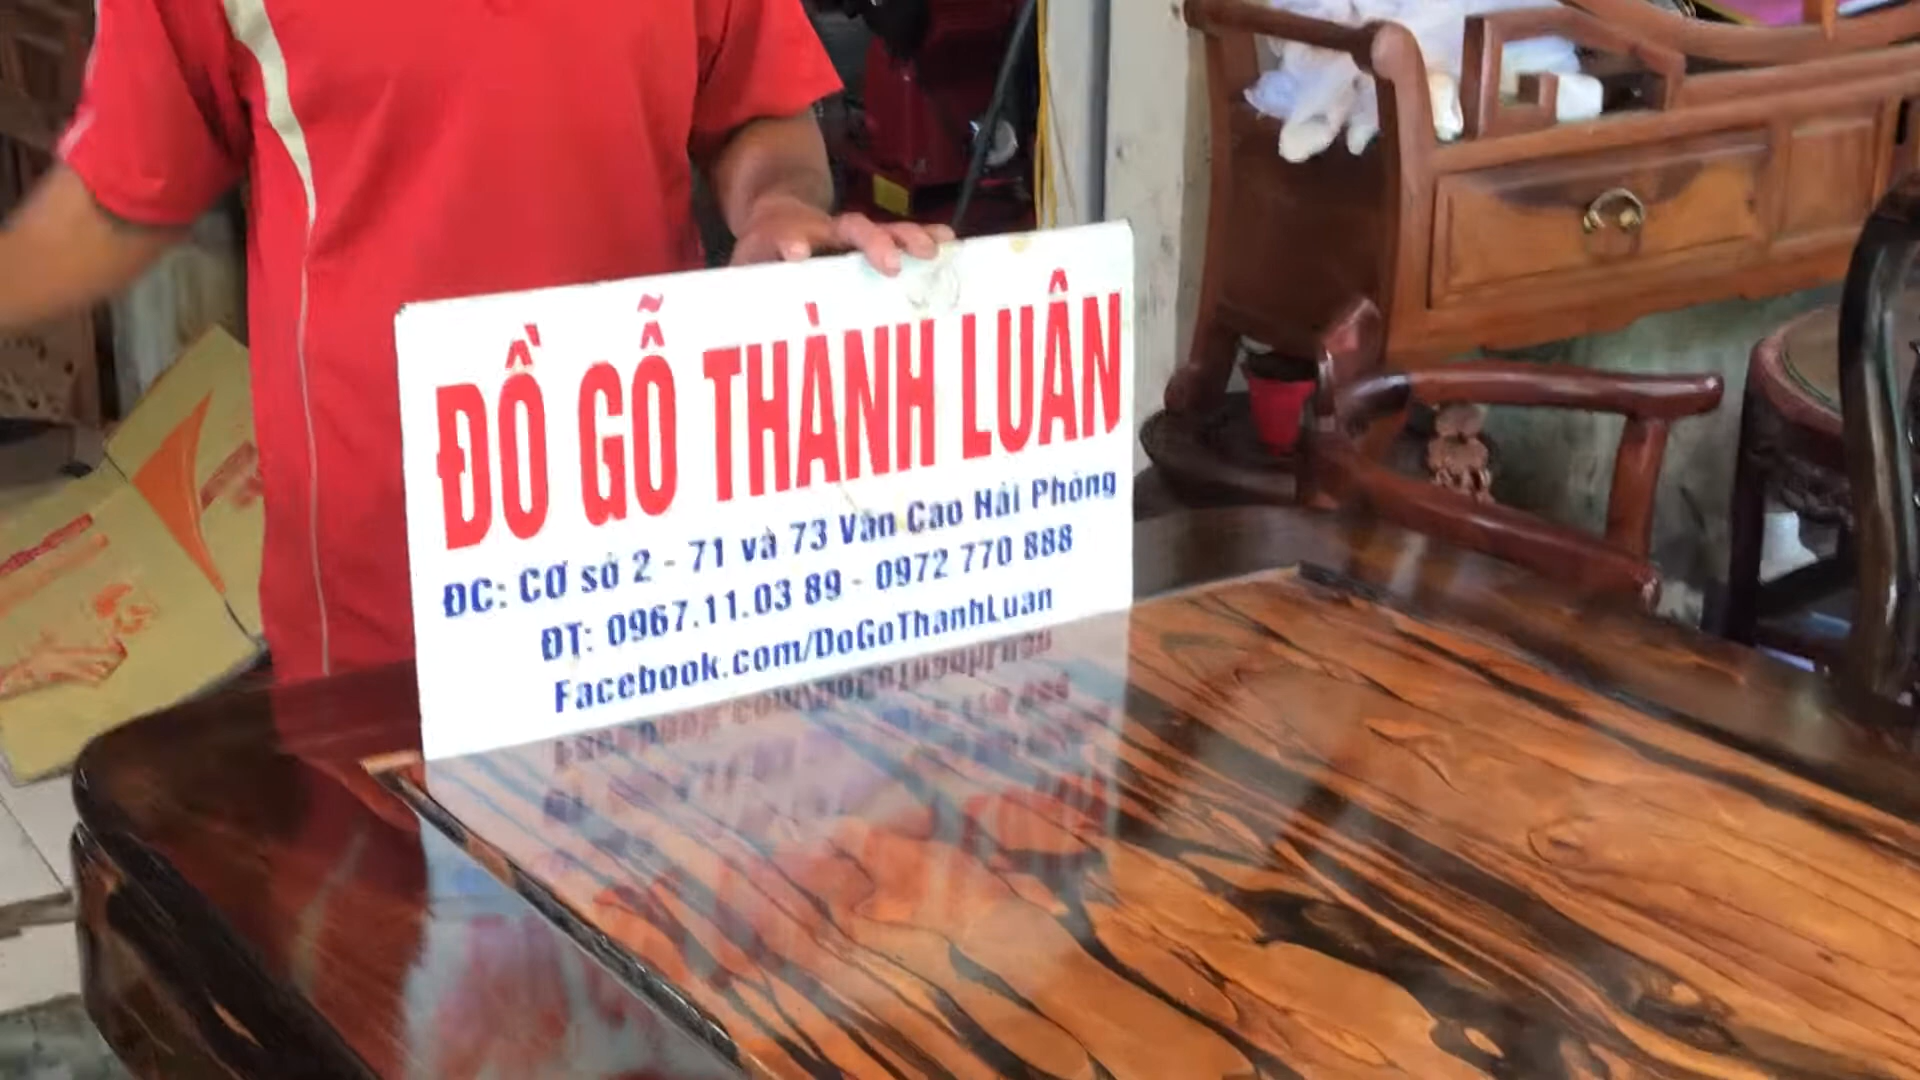 ĐỒ GỖ THÀNH LUÂN
ĐC: CƠ sở 2 - 71 và 73 Văn Cao Hải Phòng
ĐT: 0967.11.03 89 - 0972 770 888
Facebook.com/DoGoThanhLuan